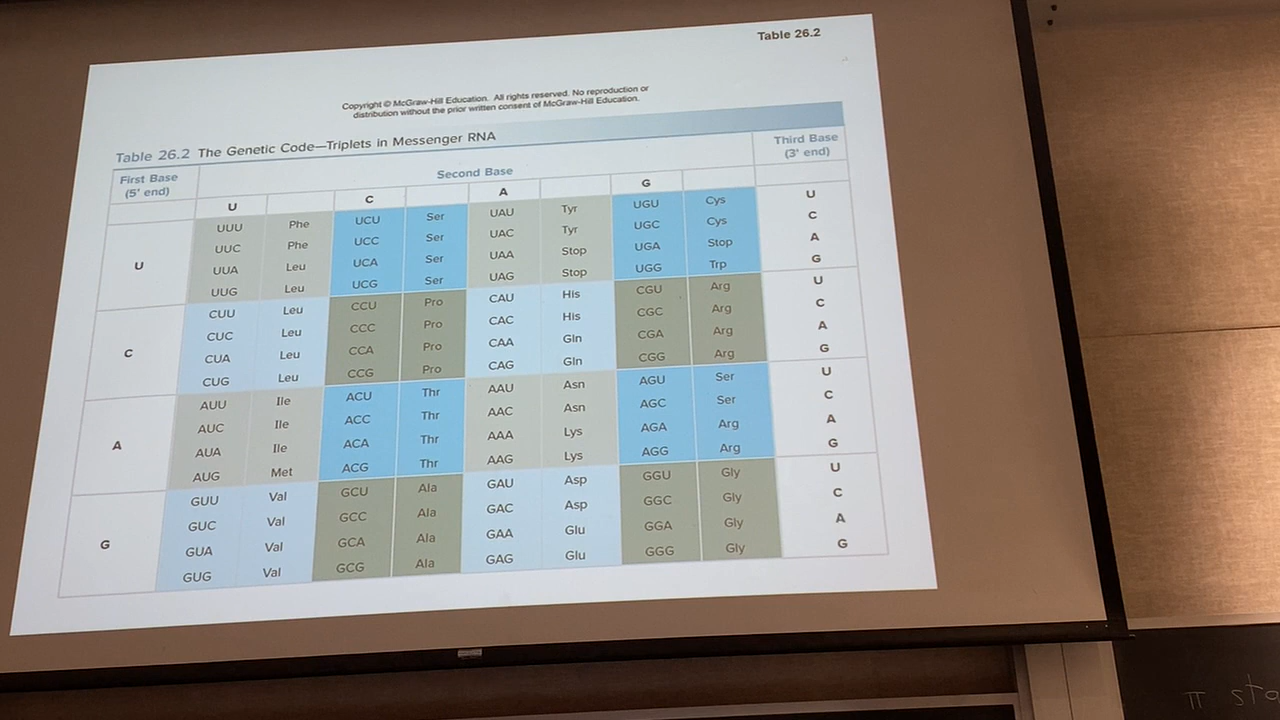 Table 26.2
Copyright © McGraw-Hill Education. All rights reserved. No reproduction or
distribution without the prior written consent of McGraw-Hill Education.
Table 26.2 The Genetic Code—Triplets in Messenger RNA
First Base
(5' end)
Second Base
Third Base
(3' end)
U C A G
U
UUU Phe UCU Ser UAU Tyr UGU Cys U
UUC Phe UCC Ser UAC Tyr UGC Cys C
UUA Leu UCA Ser UAA Stop UGA Stop A
UUG Leu UCG Ser UAG Stop UGG Trp G
C
CUU Leu CCU Pro CAU His CGU Arg U
CUC Leu CCC Pro CAC His CGC Arg C
CUA Leu CCA Pro CAA Gln CGA Arg A
CUG Leu CCG Pro CAG Gln CGG Arg G
A
AUU Ile ACU Thr AAU Asn AGU Ser U
AUC Ile ACC Thr AAC Asn AGC Ser C
AUA Ile ACA Thr AAA Lys AGA Arg A
AUG Met ACG Thr AAG Lys AGG Arg G
G
GUU Val GCU Ala GAU Asp GGU Gly U
GUC Val GCC Ala GAC Asp GGC Gly C
GUA Val GCA Ala GAA Glu GGA Gly A
GUG Val GCG Ala GAG Glu GGG Gly G
π